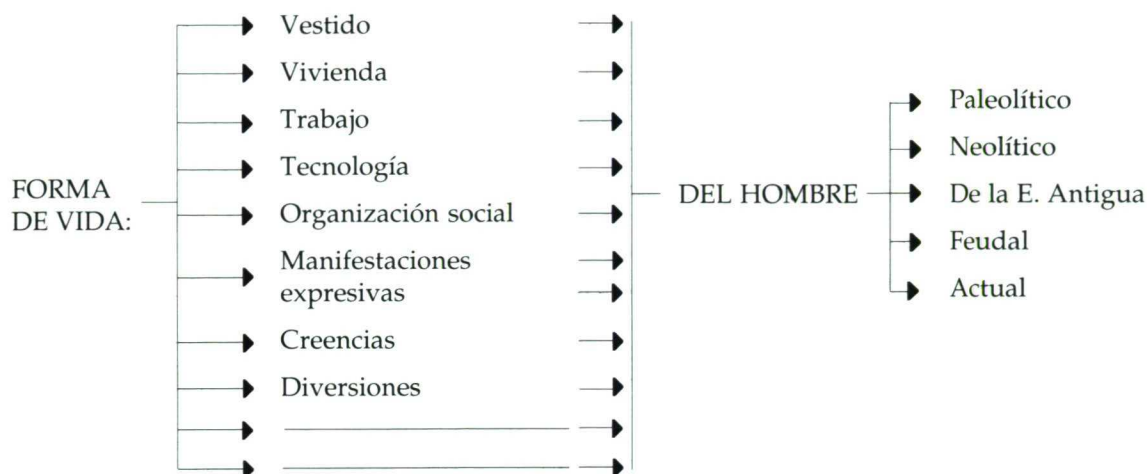 FORMA
DE VIDA:
Vestido
Vivienda
Trabajo
Tecnología
Organización social
Manifestaciones
expresivas
Creencias
Diversiones
DEL HOMBRE
Paleolítico
Neolítico
De la E. Antigua
Feudal
Actual